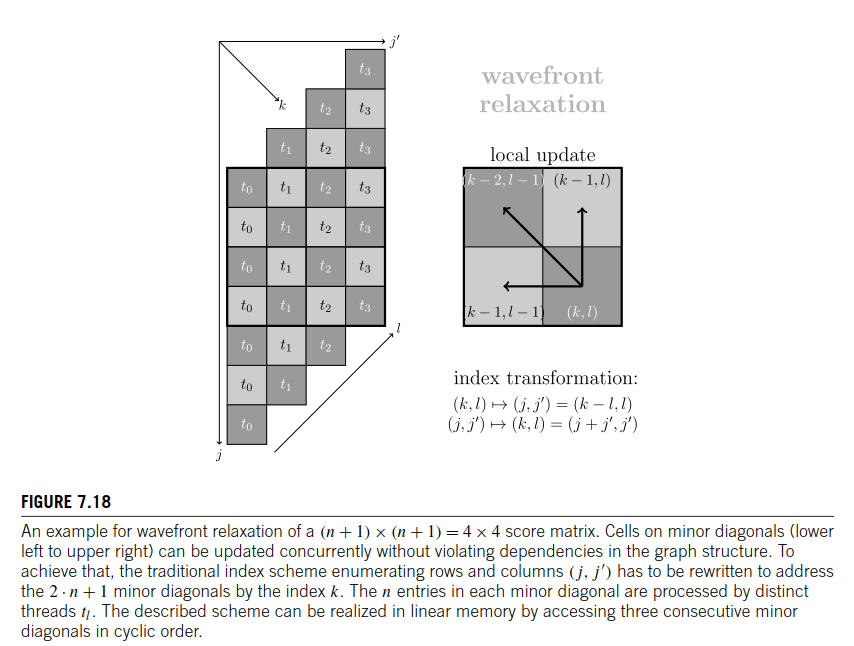 j′
k
t₃
t₂ t₃
t₁ t₂ t₃
t₀ t₁ t₂ t₃
t₀ t₁ t₂ t₃
t₀ t₁ t₂ t₃
t₀ t₁ t₂ t₃
t₀ t₁ t₂
t₀ t₁
t₀
l
j
wavefront
relaxation
local update
(k − 2, l − 1) (k − 1, l)
(k − 1, l − 1) (k, l)
index transformation:
(k, l) ↦ (j, j′) = (k − l, l)
(j, j′) ↦ (k, l) = (j + j′, j′)
FIGURE 7.18
An example for wavefront relaxation of a (n + 1) × (n + 1) = 4 × 4 score matrix. Cells on minor diagonals (lower
left to upper right) can be updated concurrently without violating dependencies in the graph structure. To
achieve that, the traditional index scheme enumerating rows and columns (j, j′) has to be rewritten to address
the 2 · n + 1 minor diagonals by the index k. The n entries in each minor diagonal are processed by distinct
threads tₗ. The described scheme can be realized in linear memory by accessing three consecutive minor
diagonals in cyclic order.